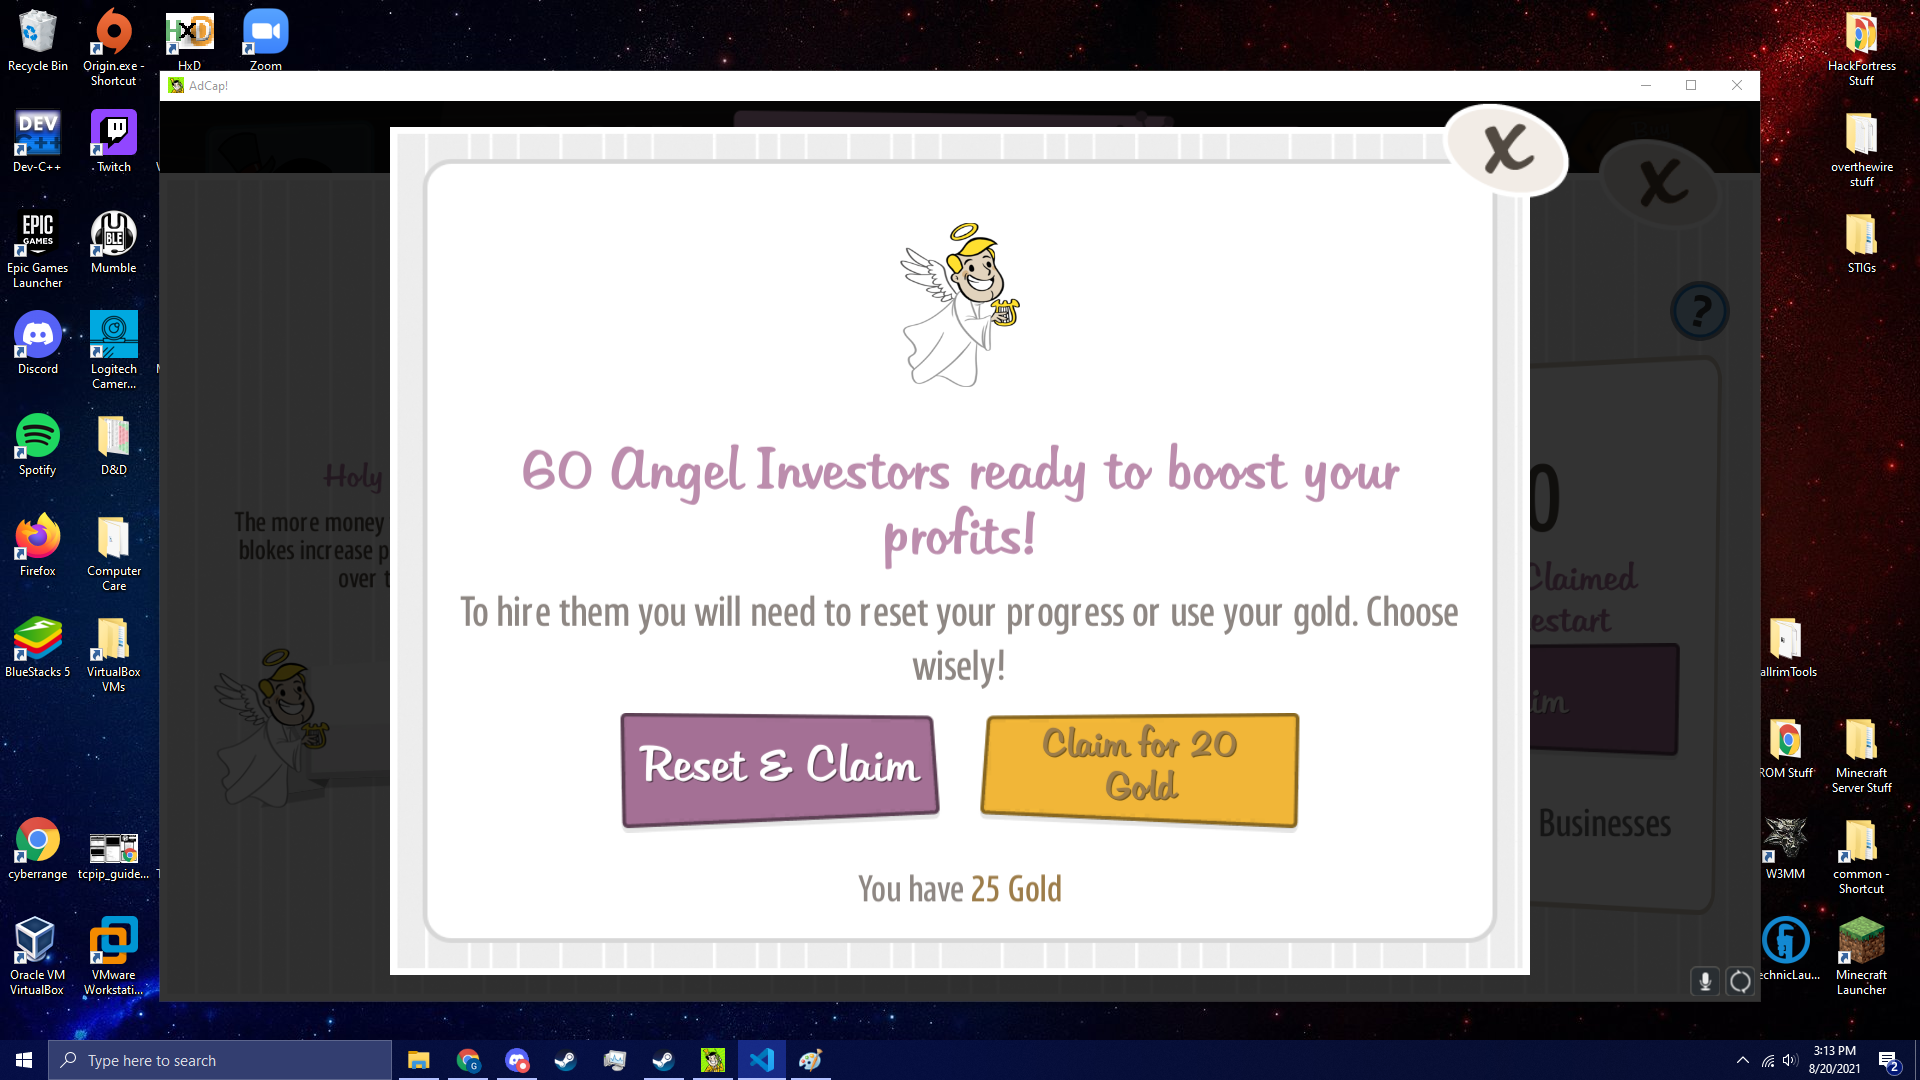 Recycle Bin
Origin.exe -
Shortcut
HxD
Zoom
HackFortress
Stuff
AdCap!
DEV
C++
Dev-C++
Twitch
overthewire
stuff
EPIC
GAMES
Epic Games
Launcher
Mumble
STIGs
?
Discord
Logitech
Camer...
Spotify
D&D
Firefox
Computer
Care
BlueStacks 5
VirtualBox
VMs
cyberrange
tcpip_guide...
Oracle VM
VirtualBox
VMware
Workstati...
X
X
60 Angel Investors ready to boost your
profits!
To hire them you will need to reset your progress or use your gold. Choose
wisely!
Reset & Claim
Claim for 20
Gold
You have 25 Gold
Holy
The more money
blokes increase p
over t
0
Claimed
estart
im
Businesses
allrimTools
ROM Stuff
Minecraft
Server Stuff
W3MM
common -
Shortcut
echnicLau...
Minecraft
Launcher
Type here to search
3:13 PM
8/20/2021
2